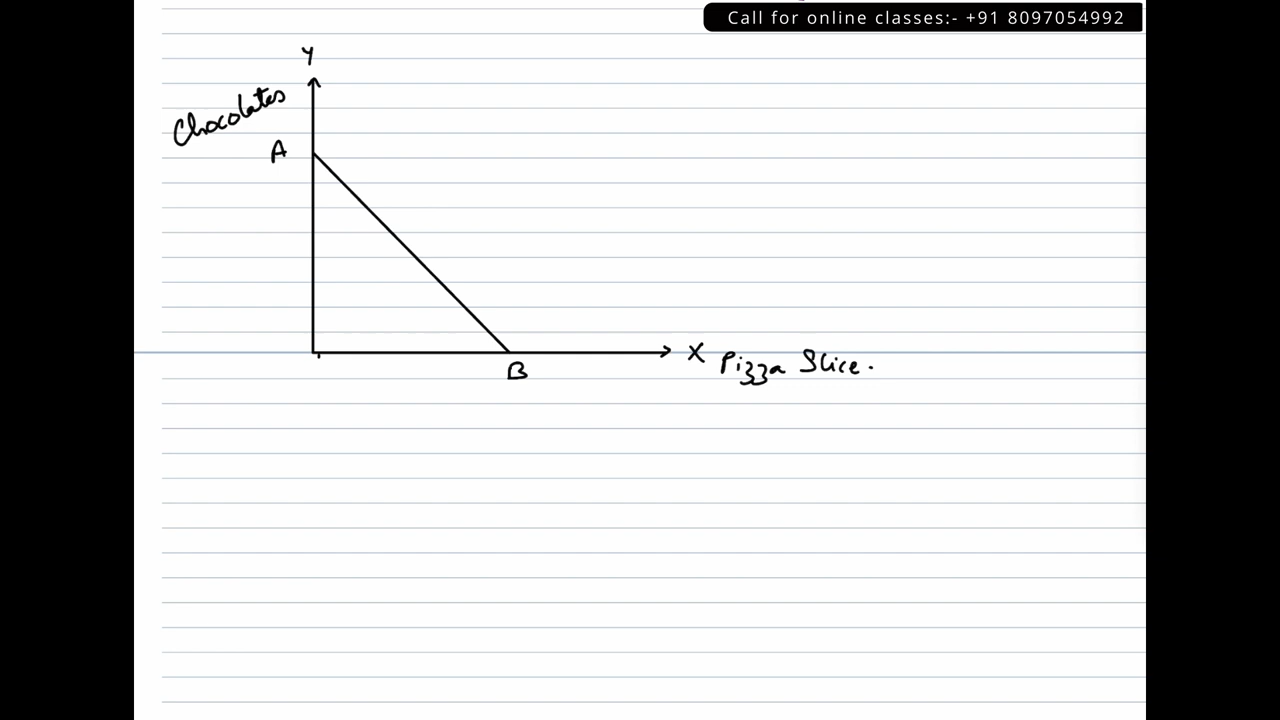 Call for online classes:- +91 8097054992
Y
Chocolates
A
X Pizza Slice.
B